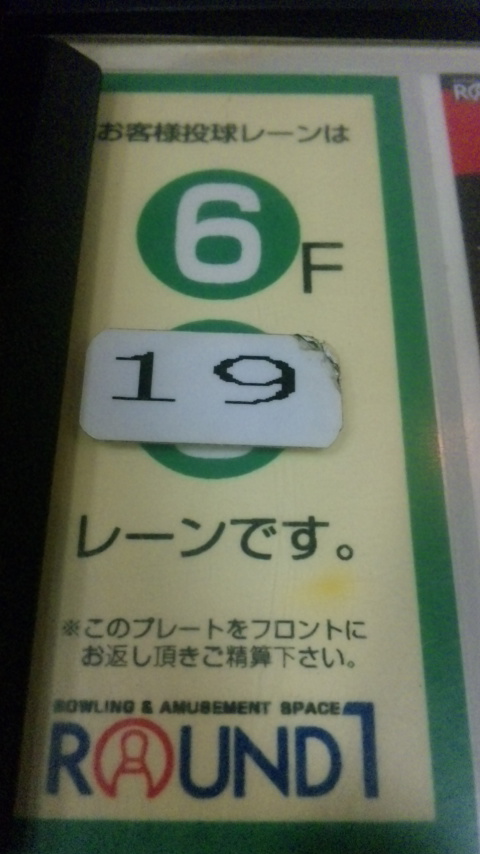 お客様投球レーンは
6F
19
レーンです。
※このプレートをフロントに
お返し頂きご精算下さい。
BOWLING & AMUSEMENT SPACE
ROUND1